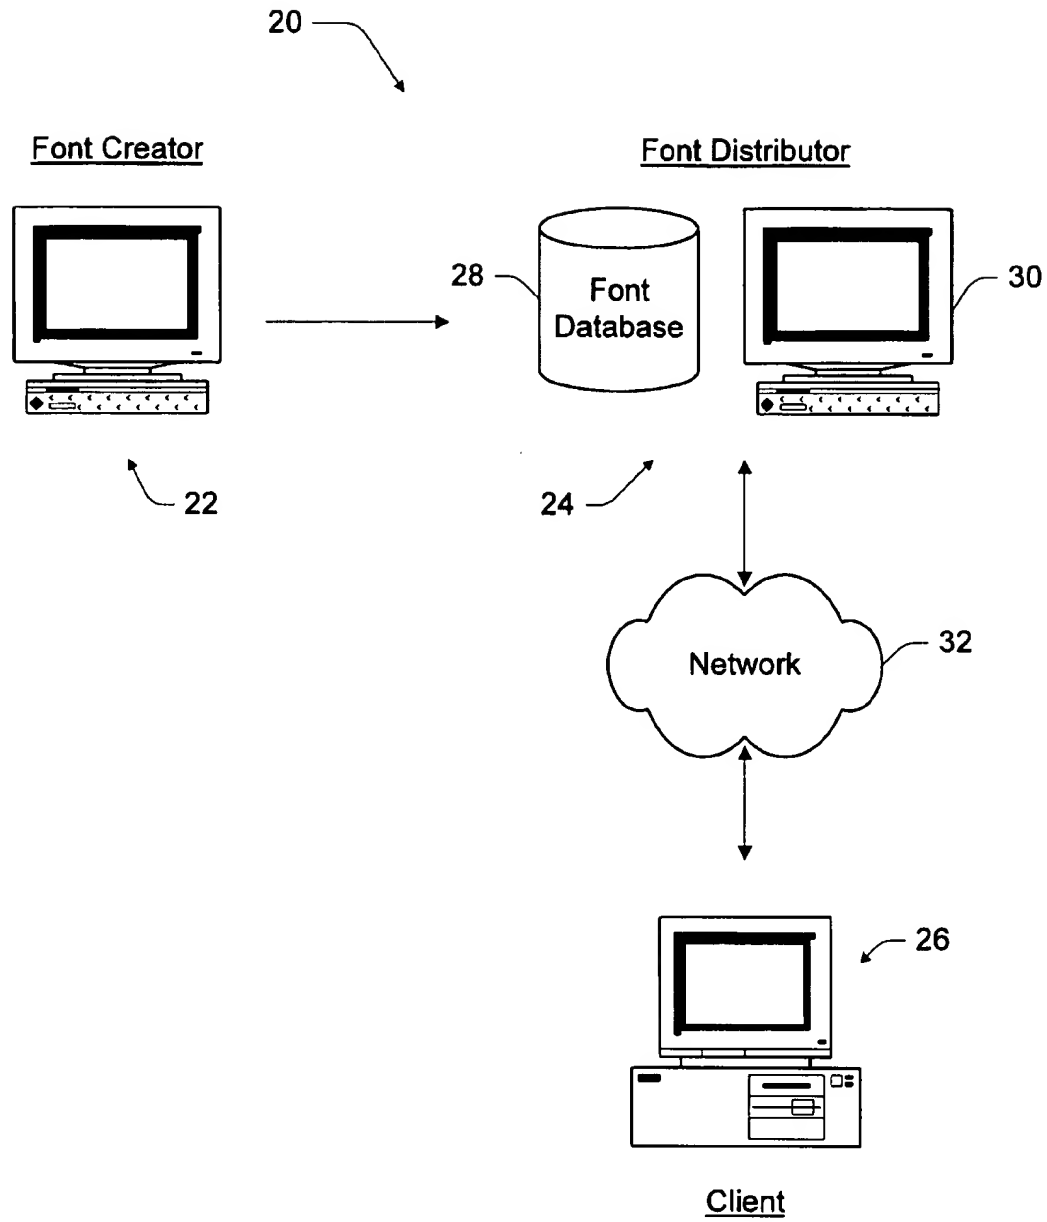 20
Font Creator
Font Distributor
28
Font
Database
30
22
24
Network
32
26
Client